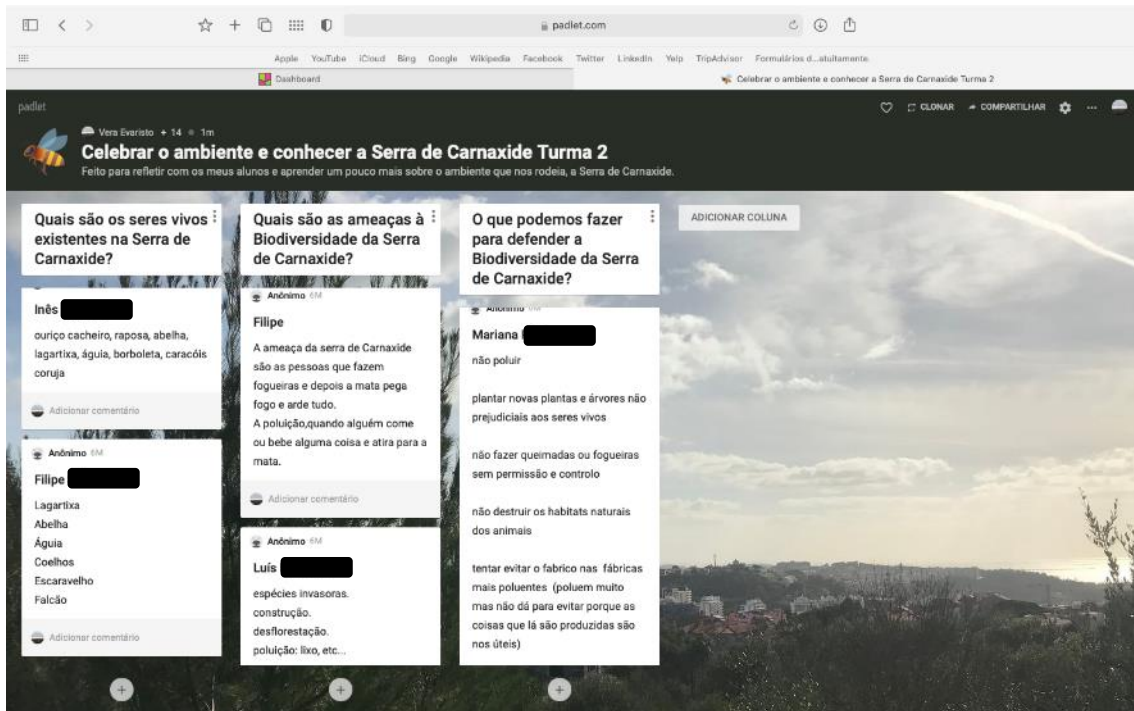 padlet.com
Apple YouTube iCloud Bing Google Wikipedia Facebook Twitter LinkedIn Yelp TripAdvisor Formulários d...atuitamente
Dashboard
Celebrar o ambiente e conhecer a Serra de Carnaxide Turma 2
padlet
CLONAR
COMPARTILHAR
Vera Evaristo + 14 1m
Celebrar o ambiente e conhecer a Serra de Carnaxide Turma 2
Feito para refletir com os meus alunos e aprender um pouco mais sobre o ambiente que nos rodeia, a Serra de Carnaxide.
Quais são os seres vivos
existentes na Serra de
Carnaxide?
Inês
ouriço cacheiro, raposa, abelha,
lagartixa, águia, borboleta, caracóis
coruja
Adicionar comentário
Anônimo 6M
Filipe
Lagartixa
Abelha
Águia
Coelhos
Escaravelho
Falcão
Adicionar comentário
Quais são as ameaças à
Biodiversidade da Serra
de Carnaxide?
Anônimo 6M
Filipe
A ameaça da serra de Carnaxide
são as pessoas que fazem
fogueiras e depois a mata pega
fogo e arde tudo.
A poluição,quando alguém come
ou bebe alguma coisa e atira para a
mata.
Adicionar comentário
Anônimo 6M
Luís
espécies invasoras.
construção.
desflorestação.
poluição: lixo, etc...
O que podemos fazer
para defender a
Biodiversidade da Serra
de Carnaxide?
Anônimo 6M
Mariana
não poluir
plantar novas plantas e árvores não
prejudiciais aos seres vivos
não fazer queimadas ou fogueiras
sem permissão e controlo
não destruir os habitats naturais
dos animais
tentar evitar o fabrico nas fábricas
mais poluentes (poluem muito
mas não dá para evitar porque as
coisas que lá são produzidas são
nos úteis)
ADICIONAR COLUNA